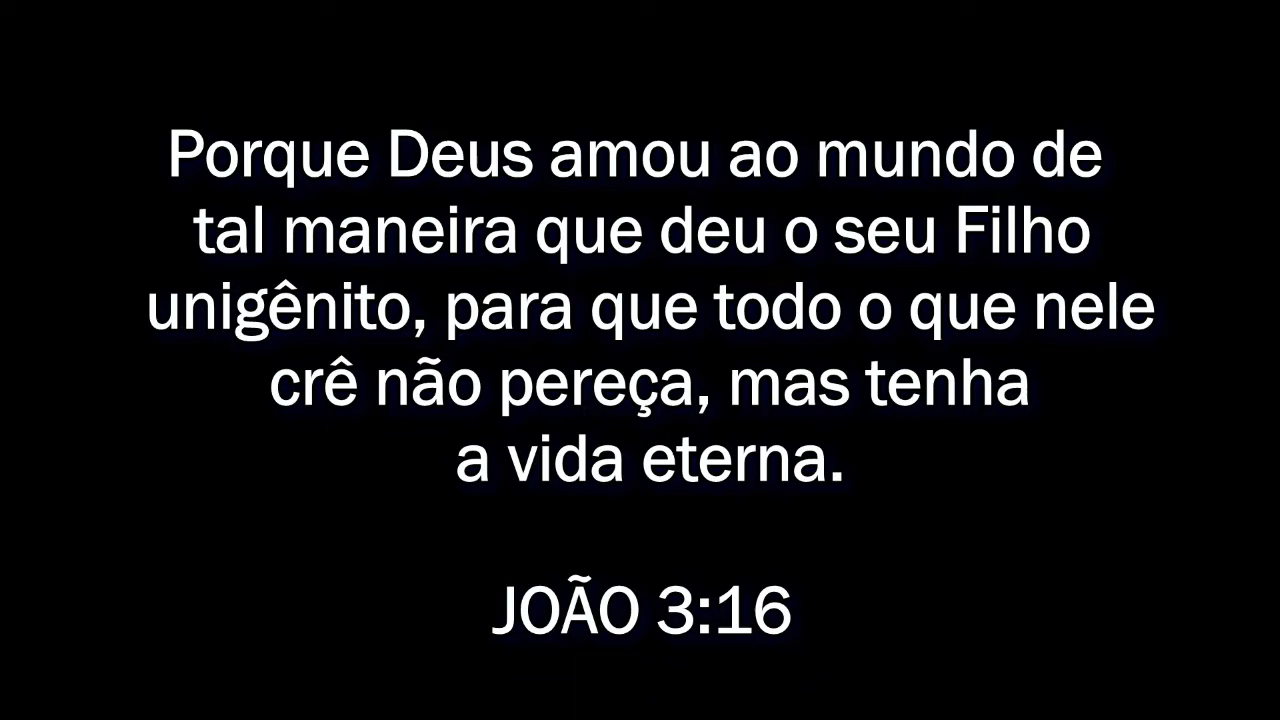 Porque Deus amou ao mundo de
tal maneira que deu o seu Filho
unigênito, para que todo o que nele
crê não pereça, mas tenha
a vida eterna.
JOÃO 3:16